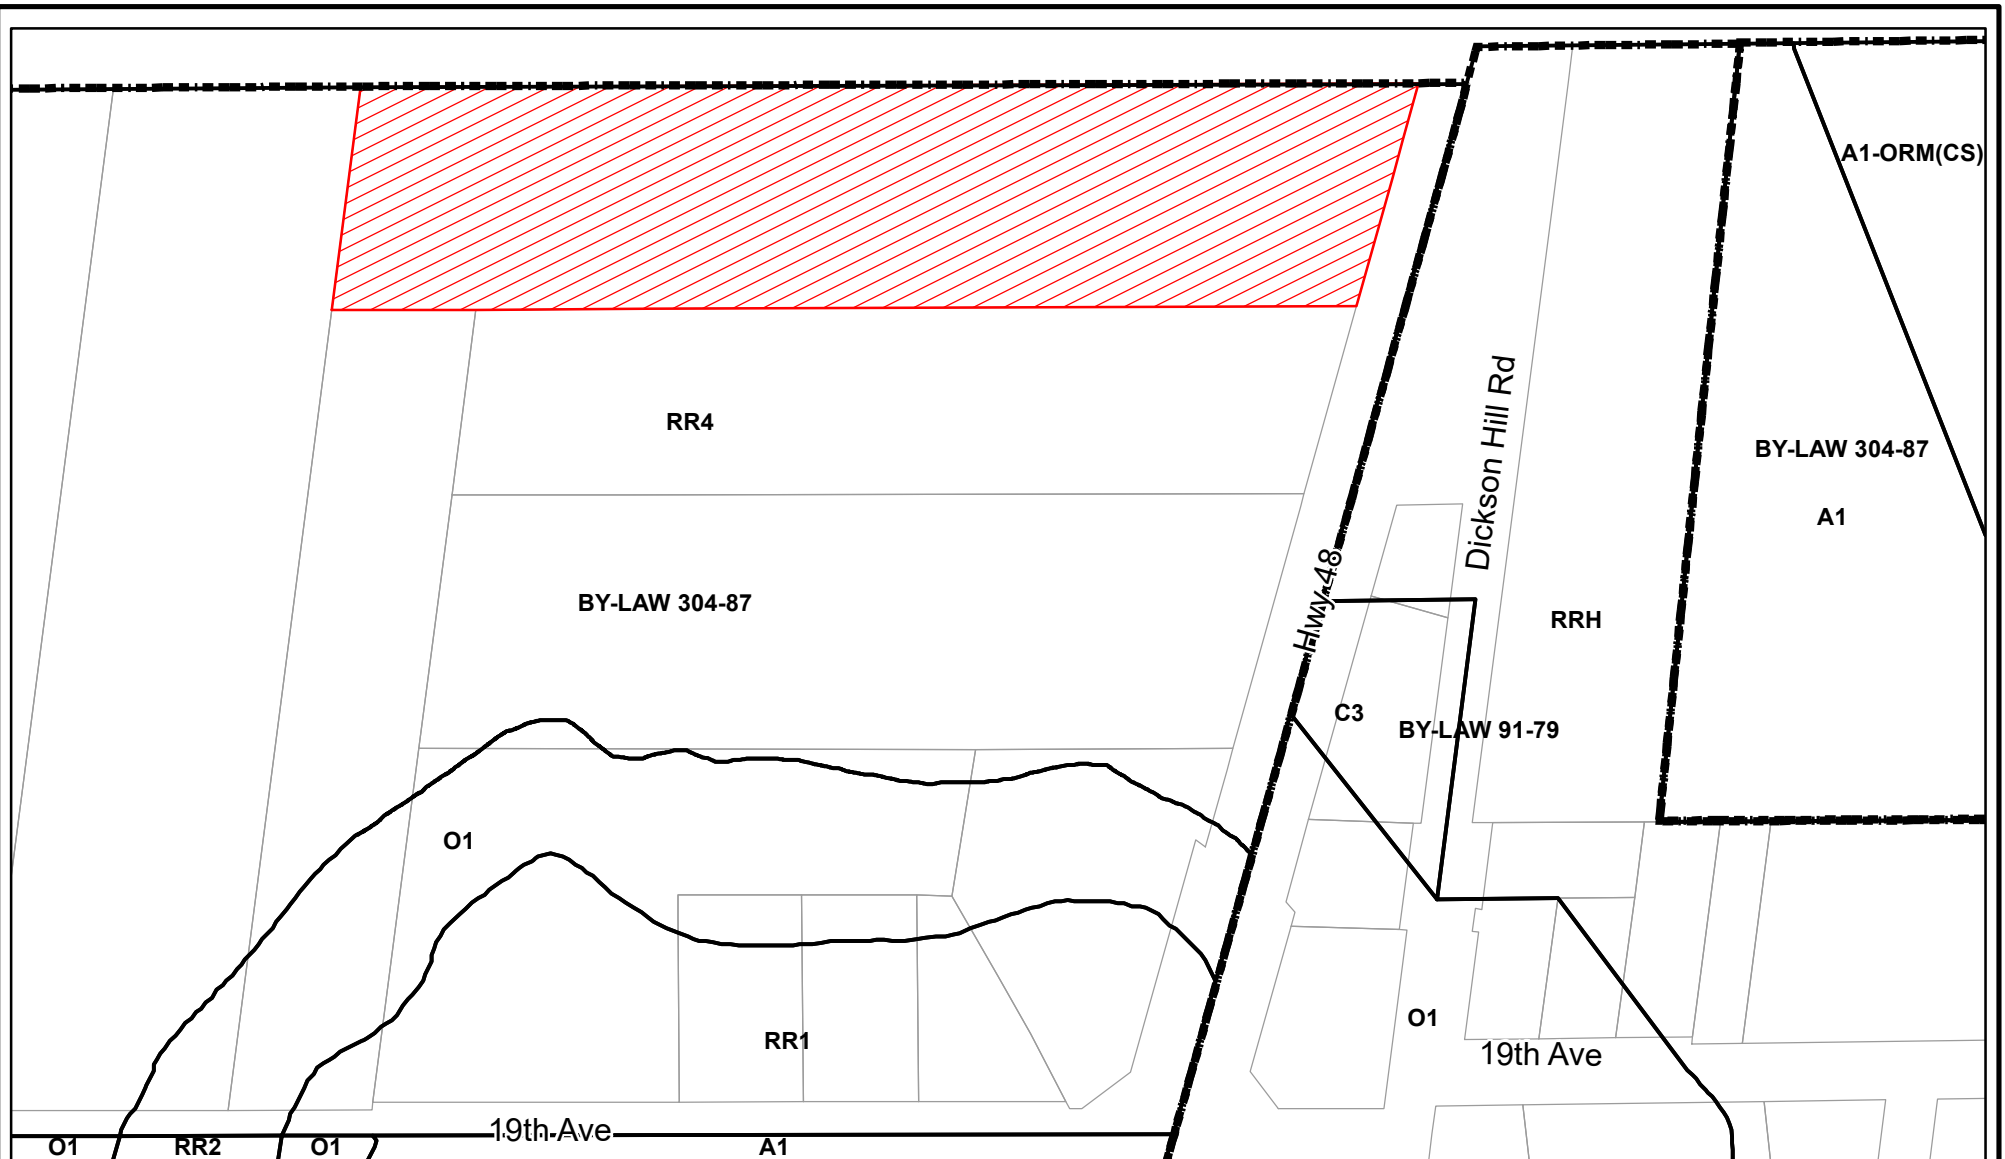 A1-ORM(CS)
RR4
Dickson Hill Rd
BY-LAW 304-87
A1
BY-LAW 304-87
Hwy 48
RRH
C3
BY-LAW 91-79
O1
O1
RR1
19th Ave
19th Ave
O1
RR2
O1
A1